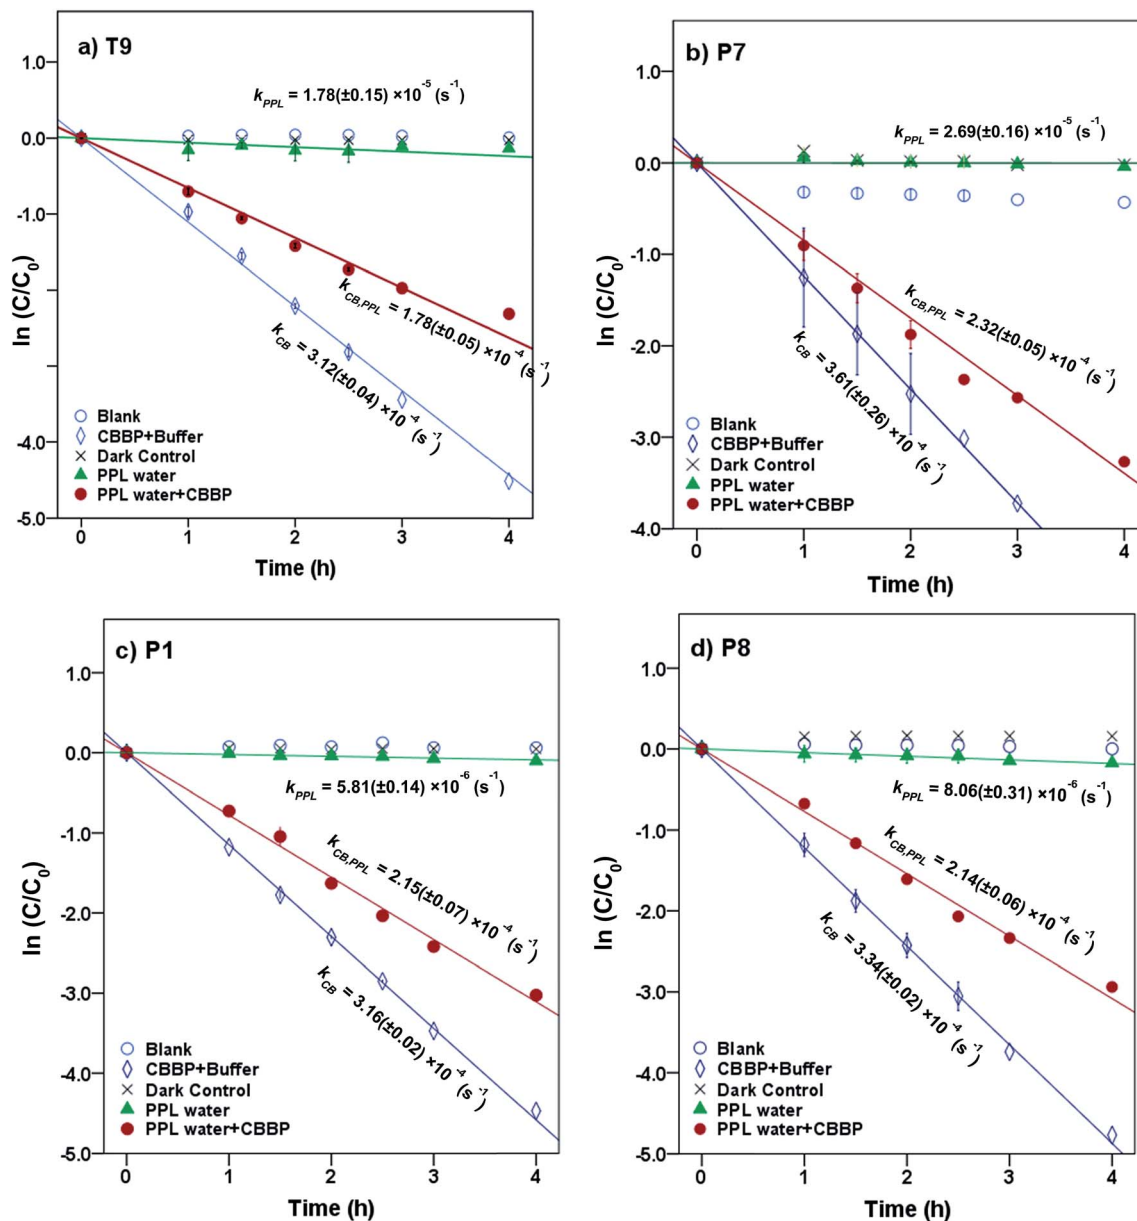 a) T9
k_PPL = 1.78(±0.15) ×10⁻⁵ (s⁻¹)
k_CB,PPL = 1.78(±0.05) ×10⁻⁴ (s⁻¹)
k_CB = 3.12(±0.04) ×10⁻⁴ (s⁻¹)
ln (C/C₀)
1.0
0.0
-1.0
-4.0
-5.0
Blank
CBBP+Buffer
Dark Control
PPL water
PPL water+CBBP
0 1 2 3 4
Time (h)
b) P7
k_PPL = 2.69(±0.16) ×10⁻⁵ (s⁻¹)
k_CB,PPL = 2.32(±0.05) ×10⁻⁴ (s⁻¹)
k_CB = 3.61(±0.26) ×10⁻⁴ (s⁻¹)
ln (C/C₀)
1.0
0.0
-1.0
-2.0
-3.0
-4.0
Blank
CBBP+Buffer
Dark Control
PPL water
PPL water+CBBP
0 1 2 3 4
Time (h)
c) P1
k_PPL = 5.81(±0.14) ×10⁻⁶ (s⁻¹)
k_CB,PPL = 2.15(±0.07) ×10⁻⁴ (s⁻¹)
k_CB = 3.16(±0.02) ×10⁻⁴ (s⁻¹)
ln (C/C₀)
1.0
0.0
-1.0
-2.0
-3.0
-4.0
-5.0
Blank
CBBP+Buffer
Dark Control
PPL water
PPL water+CBBP
0 1 2 3 4
Time (h)
d) P8
k_PPL = 8.06(±0.31) ×10⁻⁶ (s⁻¹)
k_CB,PPL = 2.14(±0.06) ×10⁻⁴ (s⁻¹)
k_CB = 3.34(±0.02) ×10⁻⁴ (s⁻¹)
ln (C/C₀)
1.0
0.0
-1.0
-2.0
-3.0
-4.0
-5.0
Blank
CBBP+Buffer
Dark Control
PPL water
PPL water+CBBP
0 1 2 3 4
Time (h)